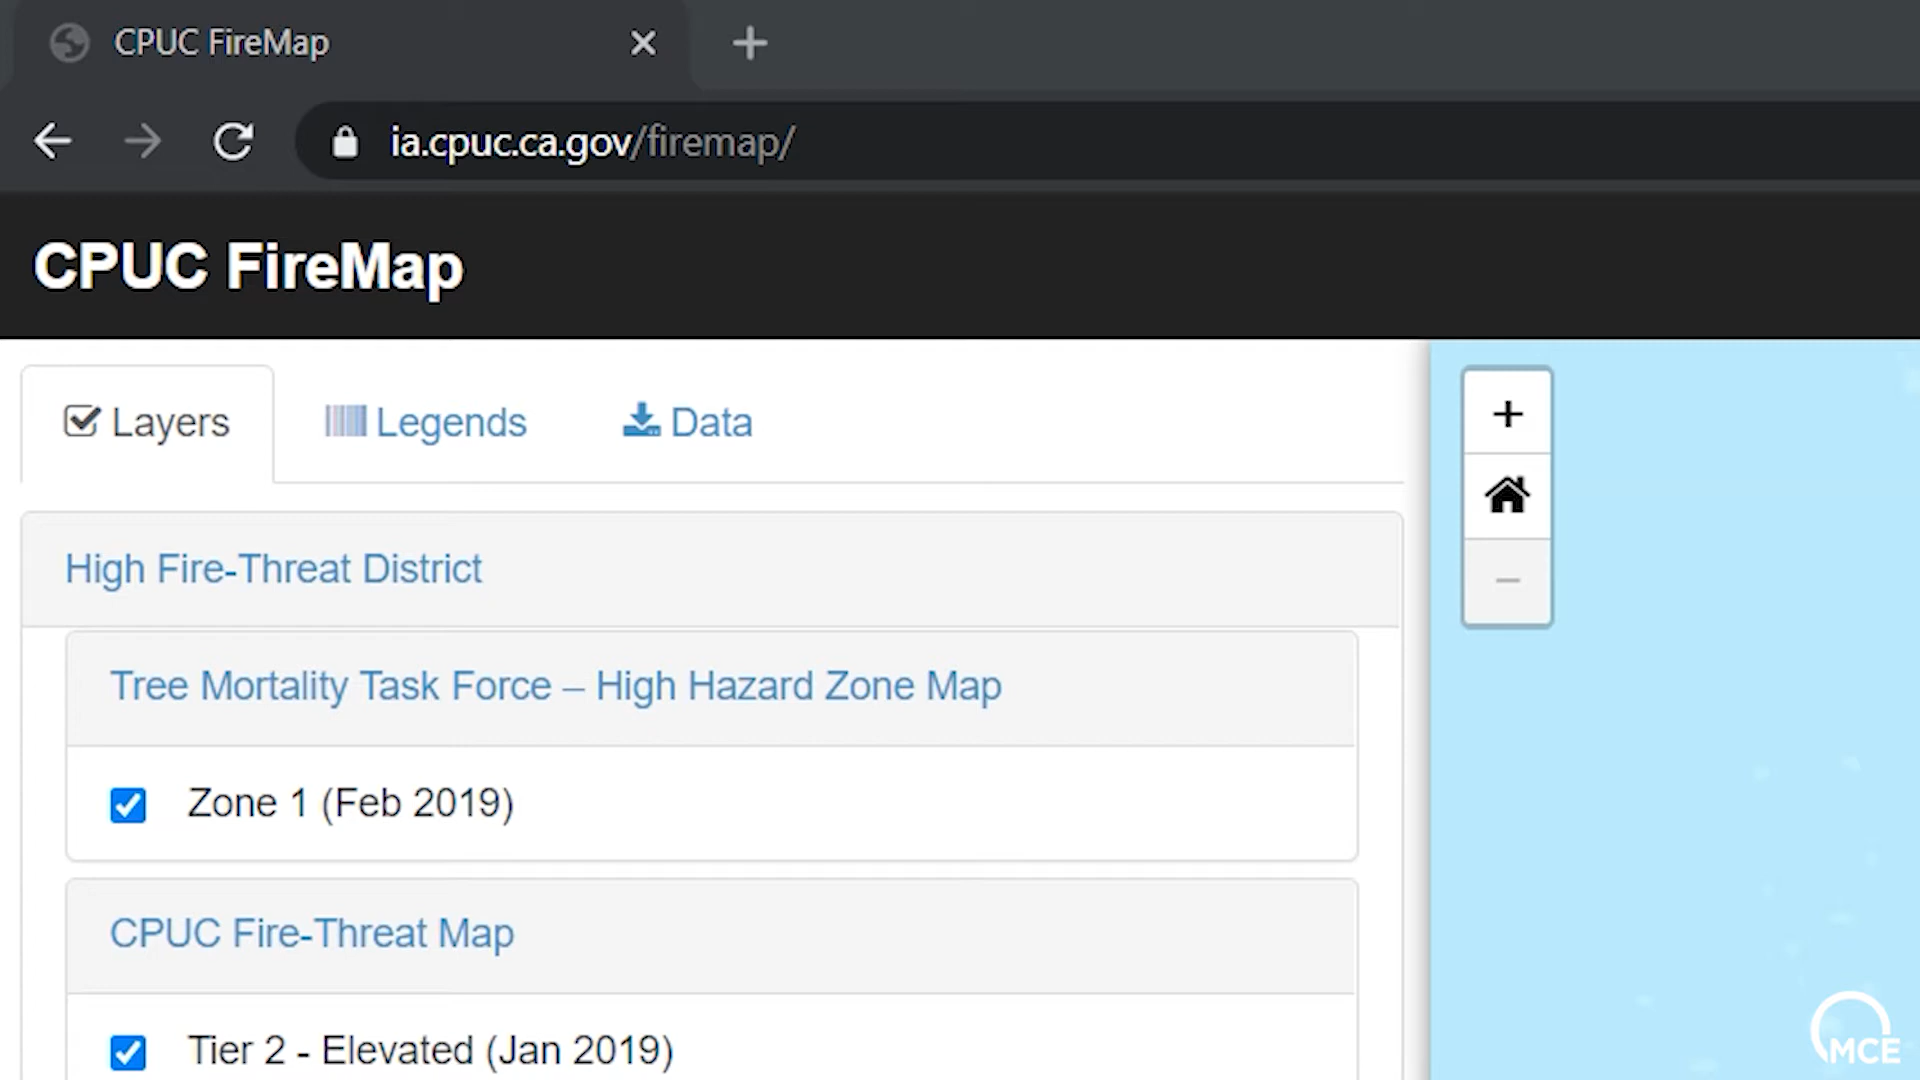 CPUC FireMap
ia.cpuc.ca.gov/firemap/
CPUC FireMap
Layers
Legends
Data
High Fire-Threat District
Tree Mortality Task Force – High Hazard Zone Map
Zone 1 (Feb 2019)
CPUC Fire-Threat Map
Tier 2 - Elevated (Jan 2019)
MCE